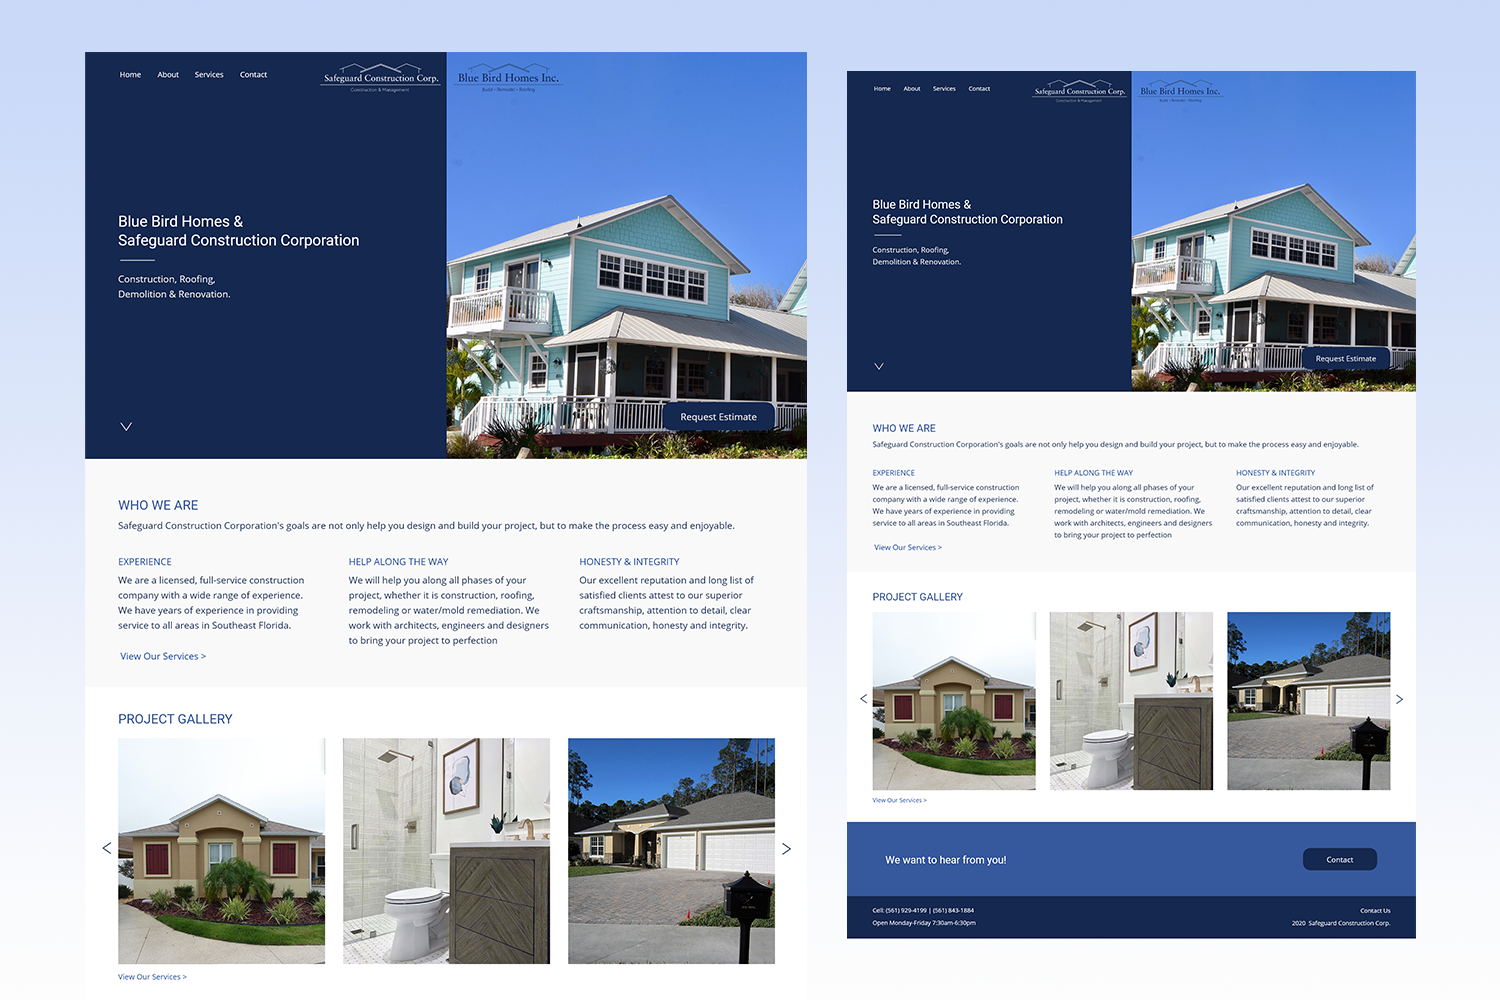 Home About Services Contact
Safeguard Construction Corp.
Construction & Management
Blue Bird Homes Inc.
Build • Remodel • Roofing
Blue Bird Homes &
Safeguard Construction Corporation
Construction, Roofing,
Demolition & Renovation.
Request Estimate
WHO WE ARE
Safeguard Construction Corporation's goals are not only help you design and build your project, but to make the process easy and enjoyable.
EXPERIENCE
We are a licensed, full-service construction
company with a wide range of experience.
We have years of experience in providing
service to all areas in Southeast Florida.
View Our Services >
HELP ALONG THE WAY
We will help you along all phases of your
project, whether it is construction, roofing,
remodeling or water/mold remediation. We
work with architects, engineers and designers
to bring your project to perfection
HONESTY & INTEGRITY
Our excellent reputation and long list of
satisfied clients attest to our superior
craftsmanship, attention to detail, clear
communication, honesty and integrity.
PROJECT GALLERY
View Our Services >
Home About Services Contact
Safeguard Construction Corp.
Construction & Management
Blue Bird Homes Inc.
Build • Remodel • Roofing
Blue Bird Homes &
Safeguard Construction Corporation
Construction, Roofing,
Demolition & Renovation.
Request Estimate
WHO WE ARE
Safeguard Construction Corporation's goals are not only help you design and build your project, but to make the process easy and enjoyable.
EXPERIENCE
We are a licensed, full-service construction
company with a wide range of experience.
We have years of experience in providing
service to all areas in Southeast Florida.
View Our Services >
HELP ALONG THE WAY
We will help you along all phases of your
project, whether it is construction, roofing,
remodeling or water/mold remediation. We
work with architects, engineers and designers
to bring your project to perfection
HONESTY & INTEGRITY
Our excellent reputation and long list of
satisfied clients attest to our superior
craftsmanship, attention to detail, clear
communication, honesty and integrity.
PROJECT GALLERY
View Our Services >
We want to hear from you!
Contact
Cell: (561) 929-4199 | (561) 843-1884
Open Monday-Friday 7:30am-6:30pm
Contact Us
2020 Safeguard Construction Corp.